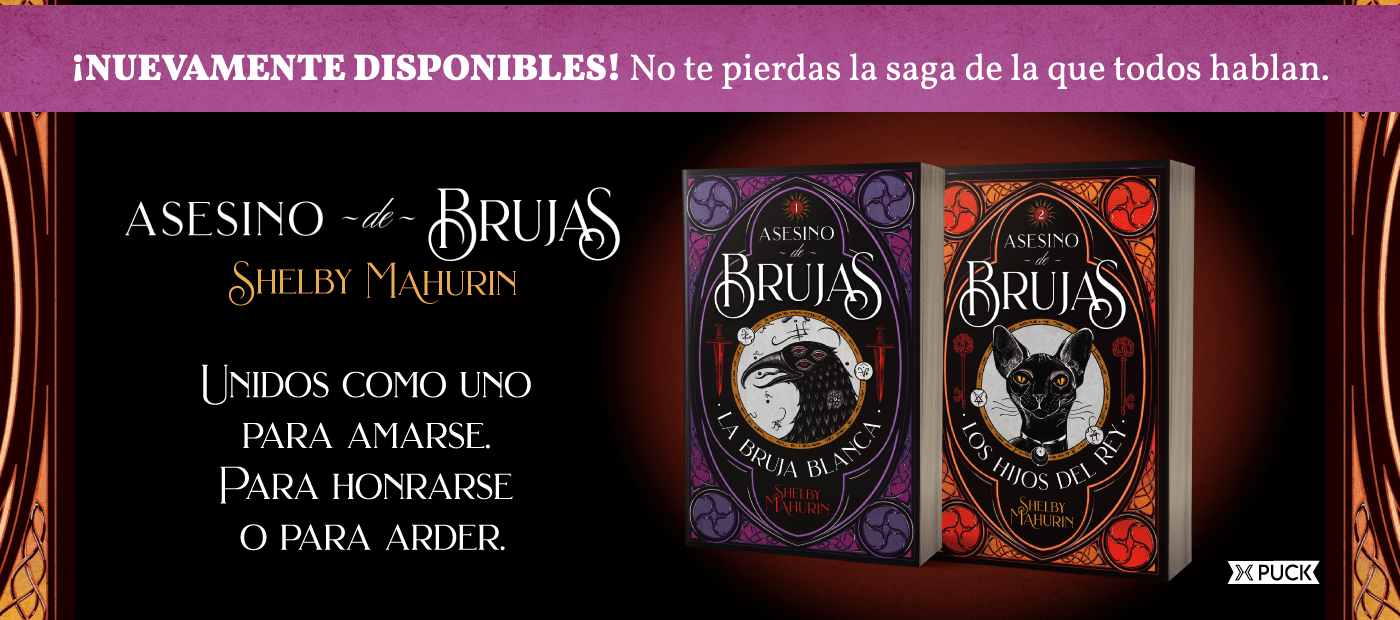 ¡NUEVAMENTE DISPONIBLES! No te pierdas la saga de la que todos hablan.
ASESINO ~de~ BRUJAS
SHELBY MAHURIN
UNIDOS COMO UNO
PARA AMARSE.
PARA HONRARSE
O PARA ARDER.
1
ASESINO
~de~
BRUJAS
·LA BRUJA BLANCA·
SHELBY
MAHURIN
2
ASESINO
~de~
BRUJAS
·LOS HIJOS DEL REY·
SHELBY
MAHURIN
PUCK